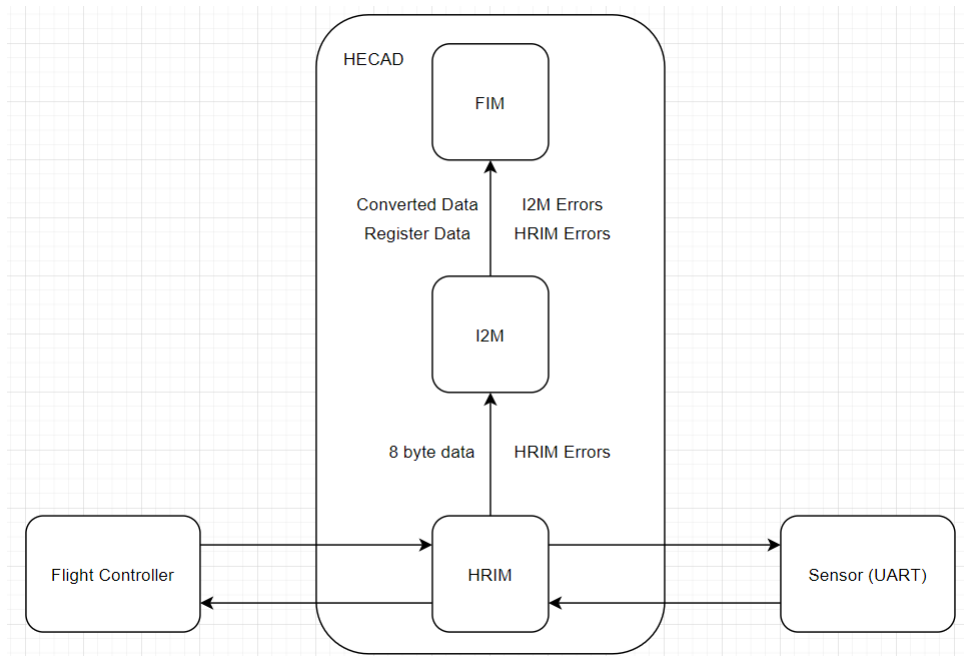 HECAD
FIM
Converted Data
I2M Errors
Register Data
HRIM Errors
I2M
8 byte data
HRIM Errors
Flight Controller
HRIM
Sensor (UART)